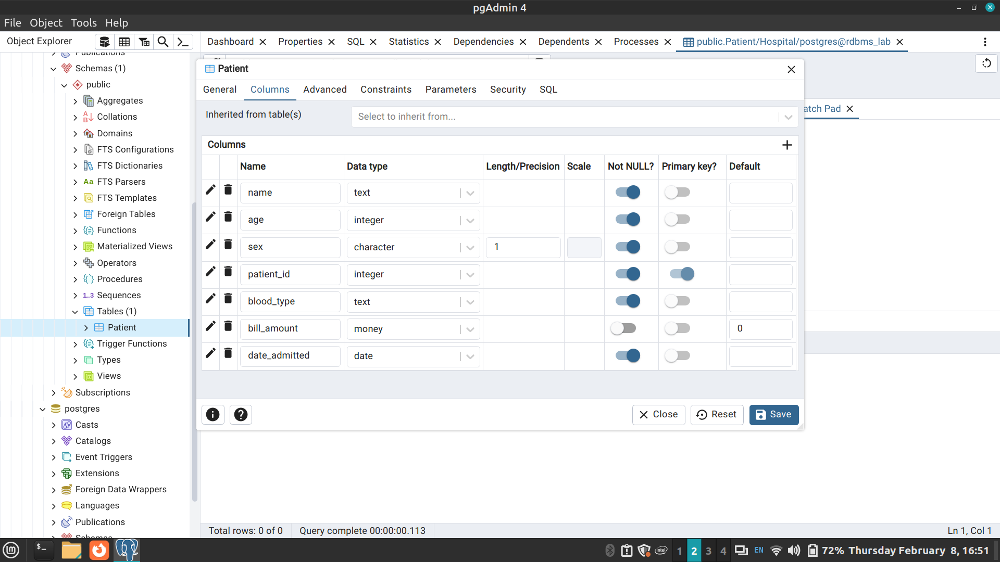 pgAdmin 4
File Object Tools Help
Object Explorer
Dashboard Properties SQL Statistics Dependencies Dependents Processes public.Patient/Hospital/postgres@rdbms_lab
Publications
Schemas (1)
public
Aggregates
Collations
Domains
FTS Configurations
FTS Dictionaries
Aa FTS Parsers
FTS Templates
Foreign Tables
Functions
Materialized Views
Operators
Procedures
1..3 Sequences
Tables (1)
Patient
Trigger Functions
Types
Views
Subscriptions
postgres
Casts
Catalogs
Event Triggers
Extensions
Foreign Data Wrappers
Languages
Publications
Schemas
Patient
General Columns Advanced Constraints Parameters Security SQL
Inherited from table(s) Select to inherit from...
Columns
Name Data type Length/Precision Scale Not NULL? Primary key? Default
name text
age integer
sex character 1
patient_id integer
blood_type text
bill_amount money 0
date_admitted date
Close Reset Save
atch Pad
Total rows: 0 of 0 Query complete 00:00:00.113 Ln 1, Col 1
1 2 3 4 EN 72% Thursday February 8, 16:51